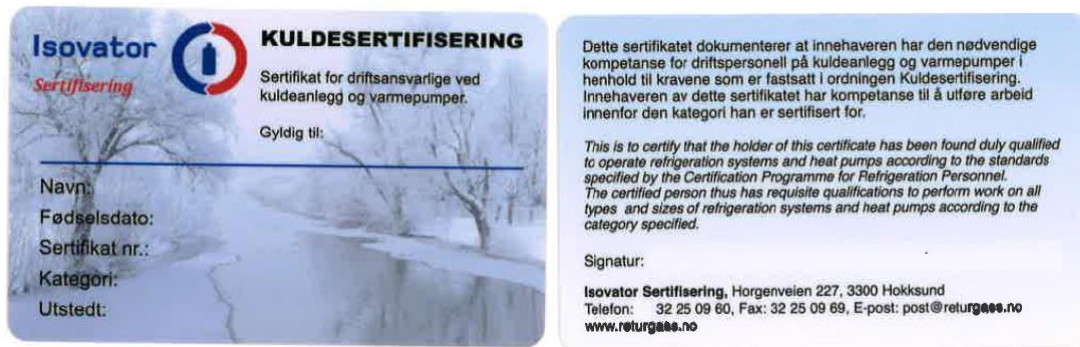 Isovator
Sertifisering
KULDESERTIFISERING
Sertifikat for driftsansvarlige ved
kuldeanlegg og varmepumper.
Gyldig til:
Navn:
Fødselsdato:
Sertifikat nr.:
Kategori:
Utstedt:
Dette sertifikatet dokumenterer at innehaveren har den nødvendige
kompetanse for driftspersonell på kuldeanlegg og varmepumper i
henhold til kravene som er fastsatt i ordningen Kuldesertifisering.
Innehaveren av dette sertifikatet har kompetanse til å utføre arbeid
innenfor den kategori han er sertifisert for.
This is to certify that the holder of this certificate has been found duly qualified
to operate refrigeration systems and heat pumps according to the standards
specified by the Certification Programme for Refrigeration Personnel.
The certified person thus has requisite qualifications to perform work on all
types and sizes of refrigeration systems and heat pumps according to the
category specified.
Signatur:
Isovator Sertifisering, Horgenveien 227, 3300 Hokksund
Telefon: 32 25 09 60, Fax: 32 25 09 69, E-post: post@returgass.no
www.returgass.no